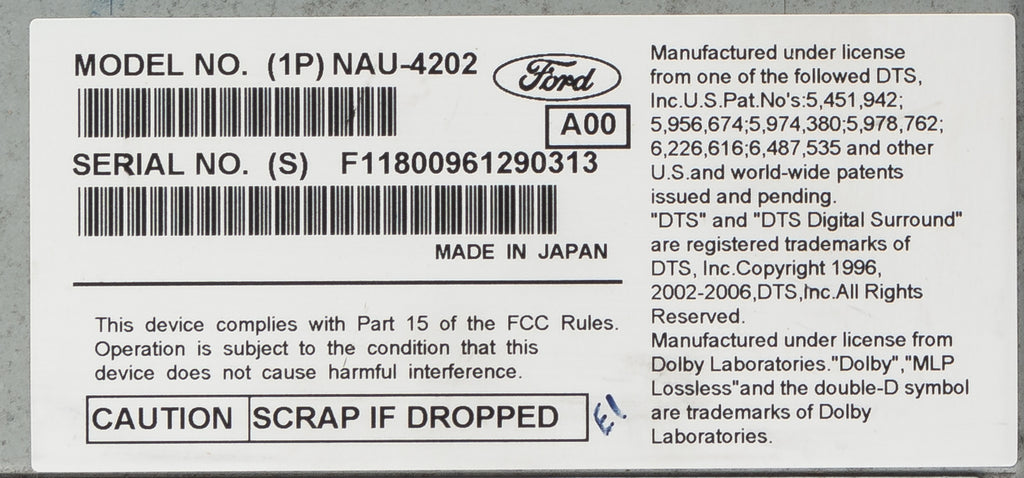 MODEL NO. (1P) NAU-4202
Ford
A00
SERIAL NO. (S) F11800961290313
MADE IN JAPAN
This device complies with Part 15 of the FCC Rules.
Operation is subject to the condition that this
device does not cause harmful interference.
CAUTION SCRAP IF DROPPED
E!
Manufactured under license
from one of the followed DTS,
Inc.U.S.Pat.No's:5,451,942;
5,956,674;5,974,380;5,978,762;
6,226,616;6,487,535 and other
U.S.and world-wide patents
issued and pending.
"DTS" and "DTS Digital Surround"
are registered trademarks of
DTS, Inc.Copyright 1996,
2002-2006,DTS,Inc.All Rights
Reserved.
Manufactured under license from
Dolby Laboratories."Dolby","MLP
Lossless"and the double-D symbol
are trademarks of Dolby
Laboratories.